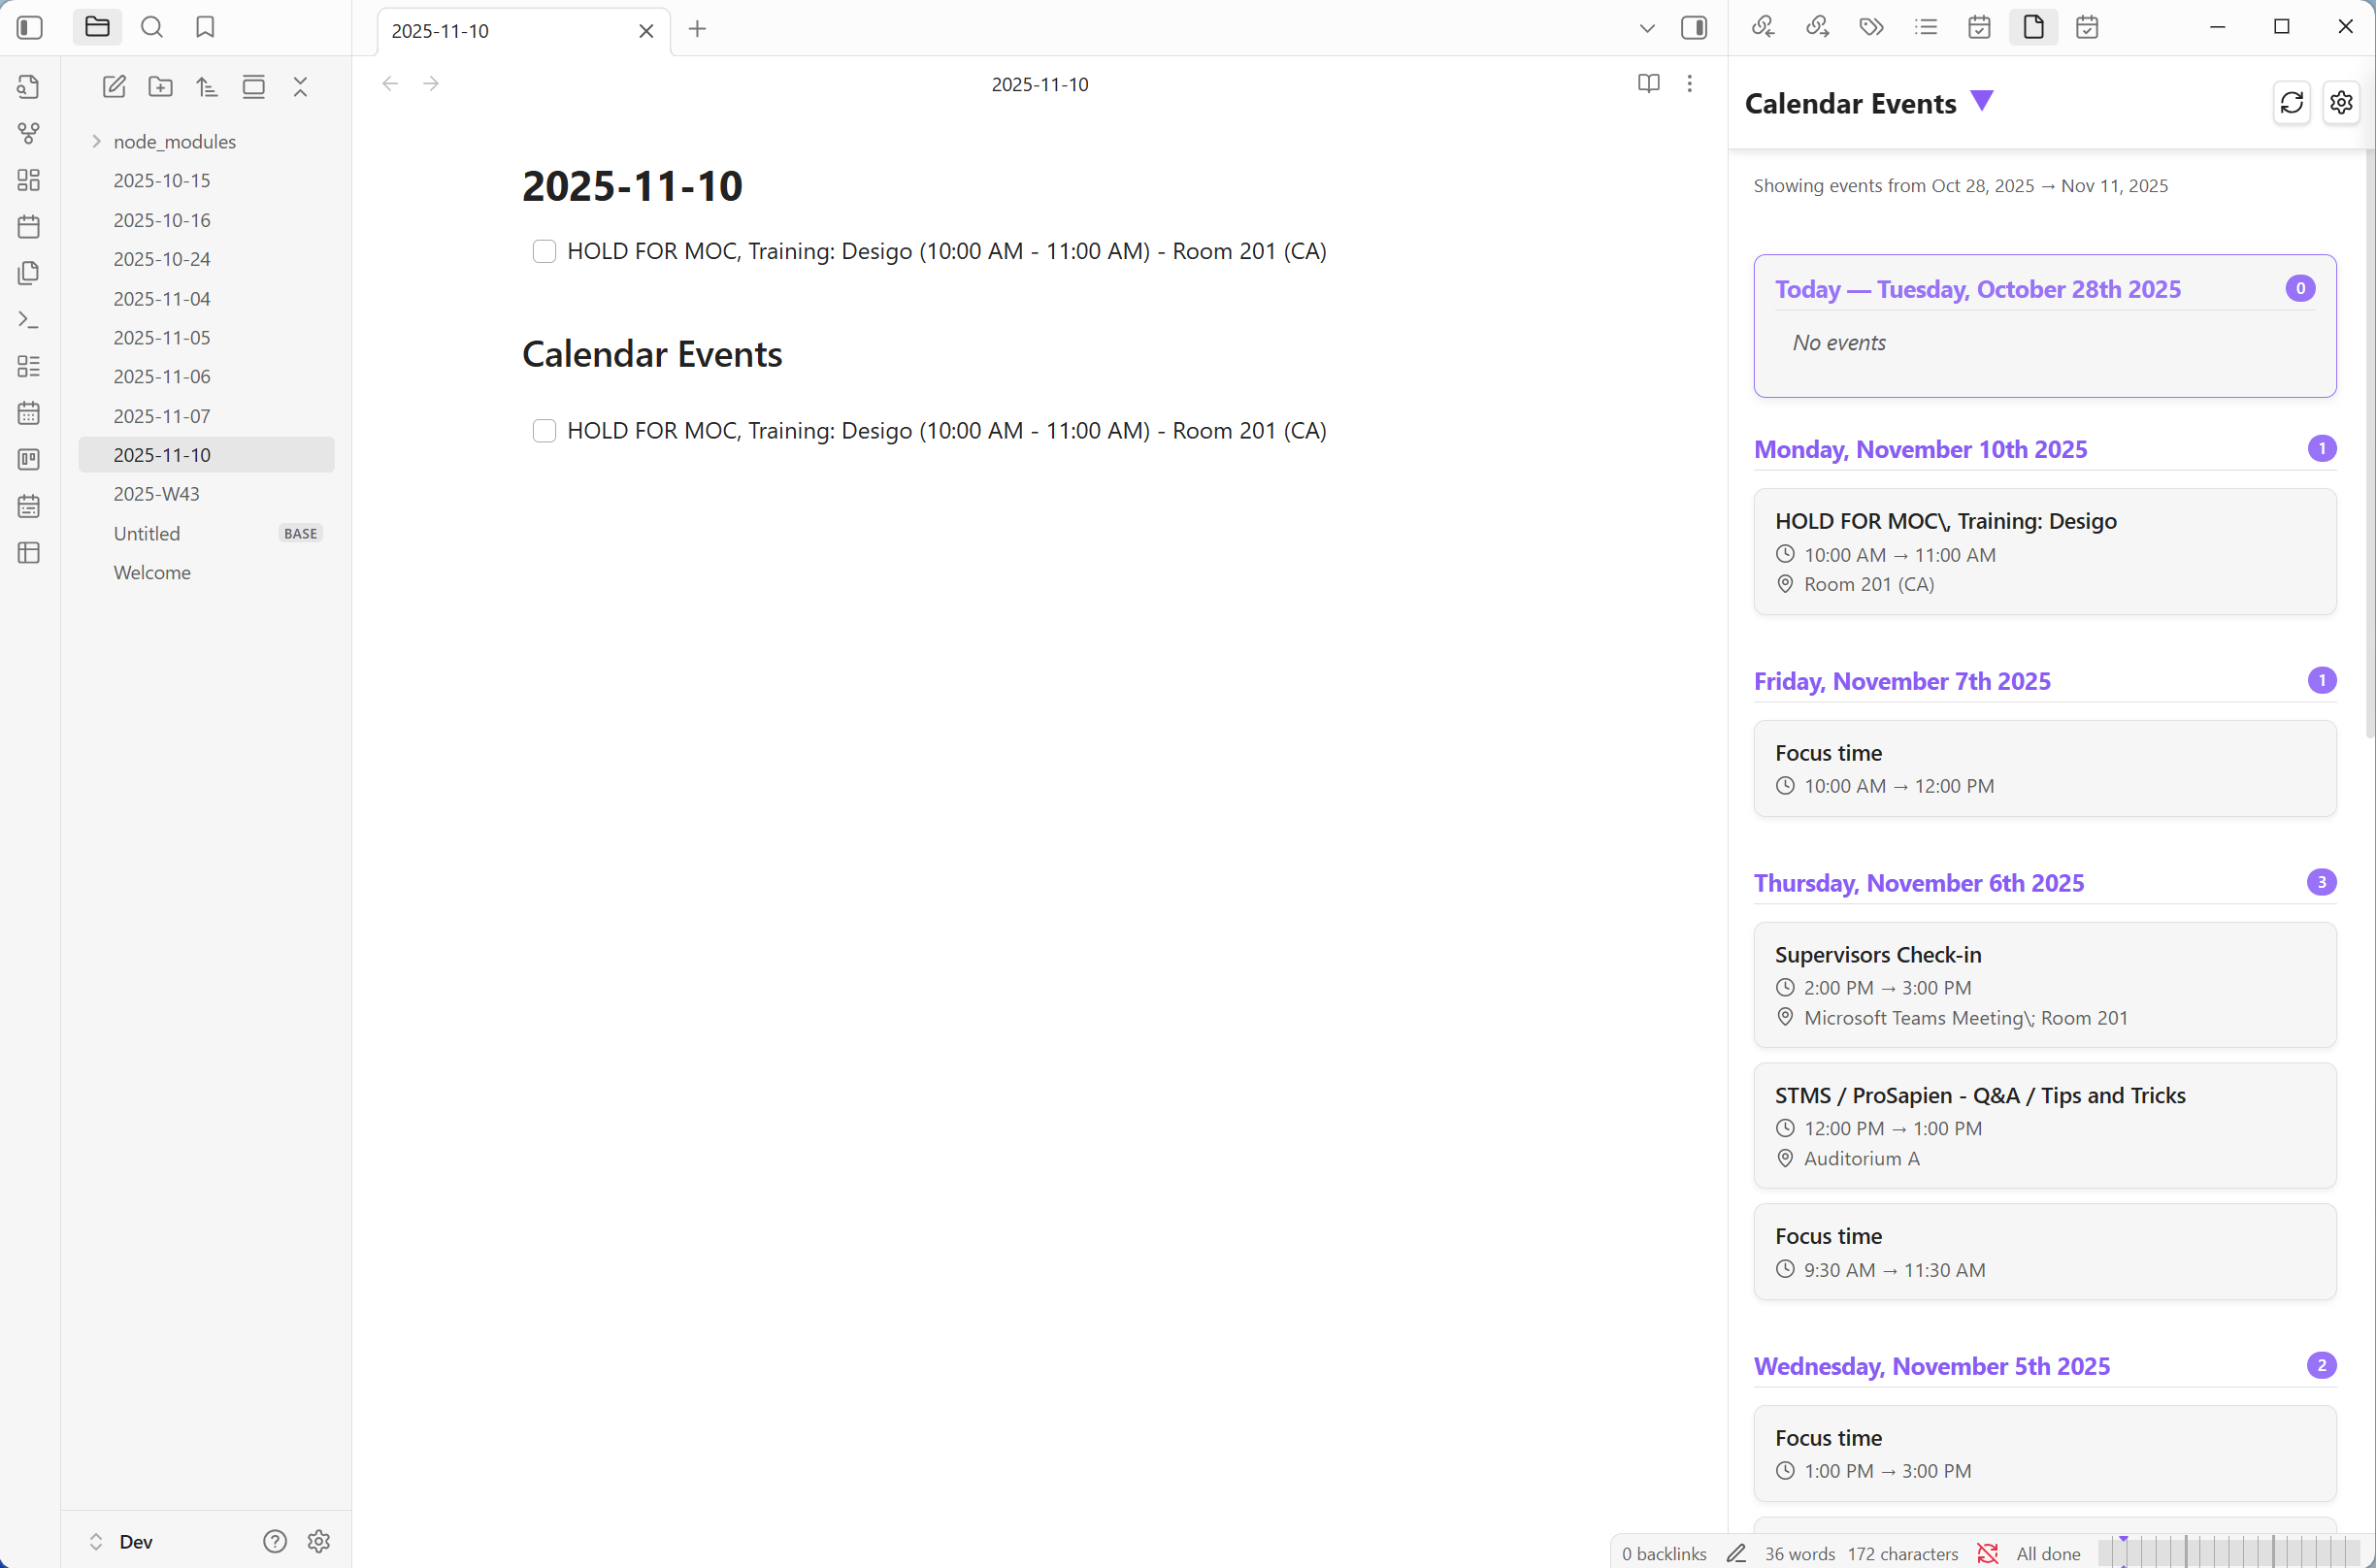 2025-11-10
node_modules
2025-10-15
2025-10-16
2025-10-24
2025-11-04
2025-11-05
2025-11-06
2025-11-07
2025-11-10
2025-W43
Untitled BASE
Welcome
Dev
2025-11-10
2025-11-10
HOLD FOR MOC, Training: Desigo (10:00 AM - 11:00 AM) - Room 201 (CA)
Calendar Events
HOLD FOR MOC, Training: Desigo (10:00 AM - 11:00 AM) - Room 201 (CA)
Calendar Events
Showing events from Oct 28, 2025 → Nov 11, 2025
Today — Tuesday, October 28th 2025 0
No events
Monday, November 10th 2025 1
HOLD FOR MOC\, Training: Desigo
10:00 AM → 11:00 AM
Room 201 (CA)
Friday, November 7th 2025 1
Focus time
10:00 AM → 12:00 PM
Thursday, November 6th 2025 3
Supervisors Check-in
2:00 PM → 3:00 PM
Microsoft Teams Meeting\; Room 201
STMS / ProSapien - Q&A / Tips and Tricks
12:00 PM → 1:00 PM
Auditorium A
Focus time
9:30 AM → 11:30 AM
Wednesday, November 5th 2025 2
Focus time
1:00 PM → 3:00 PM
0 backlinks 36 words 172 characters All done